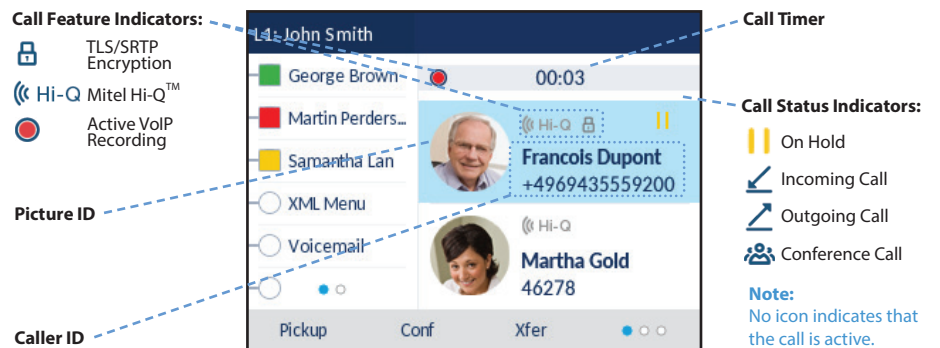 Call Feature Indicators:
TLS/SRTP
Encryption
Hi-Q Mitel Hi-Q™
Active VoIP
Recording
Picture ID
Caller ID
L1: John Smith
George Brown
Martin Perders...
Samantha Lan
XML Menu
Voicemail
00:03
Hi-Q
Francois Dupont
+4969435559200
Hi-Q
Martha Gold
46278
Pickup Conf Xfer
Call Timer
Call Status Indicators:
On Hold
Incoming Call
Outgoing Call
Conference Call
Note:
No icon indicates that
the call is active.